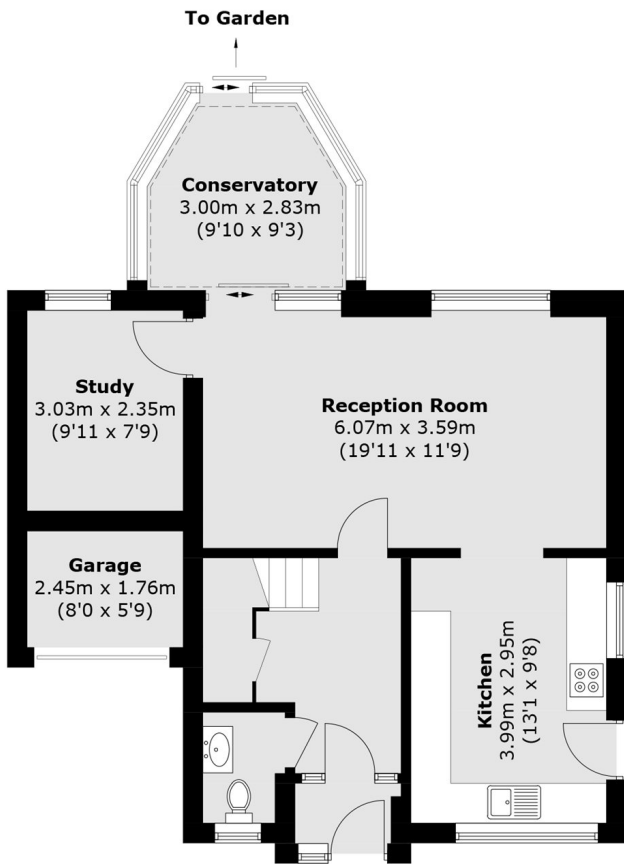 To Garden
Conservatory
3.00m x 2.83m
(9'10 x 9'3)
Study
3.03m x 2.35m
(9'11 x 7'9)
Reception Room
6.07m x 3.59m
(19'11 x 11'9)
Garage
2.45m x 1.76m
(8'0 x 5'9)
Kitchen
3.99m x 2.95m
(13'1 x 9'8)